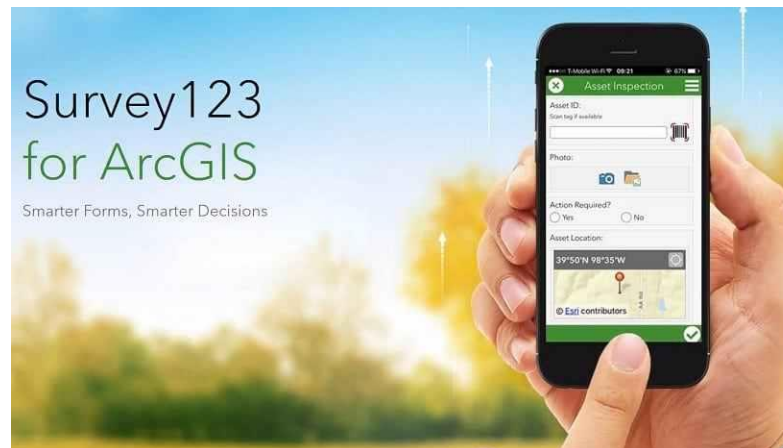 Survey123
for ArcGIS
Smarter Forms, Smarter Decisions
T-Mobile Wi-Fi 09:21 67%
Asset Inspection
Asset ID:
Scan tag if available
Photo:
Action Required?
Yes No
Asset Location:
39°50'N 98°35'W
© Esri contributors